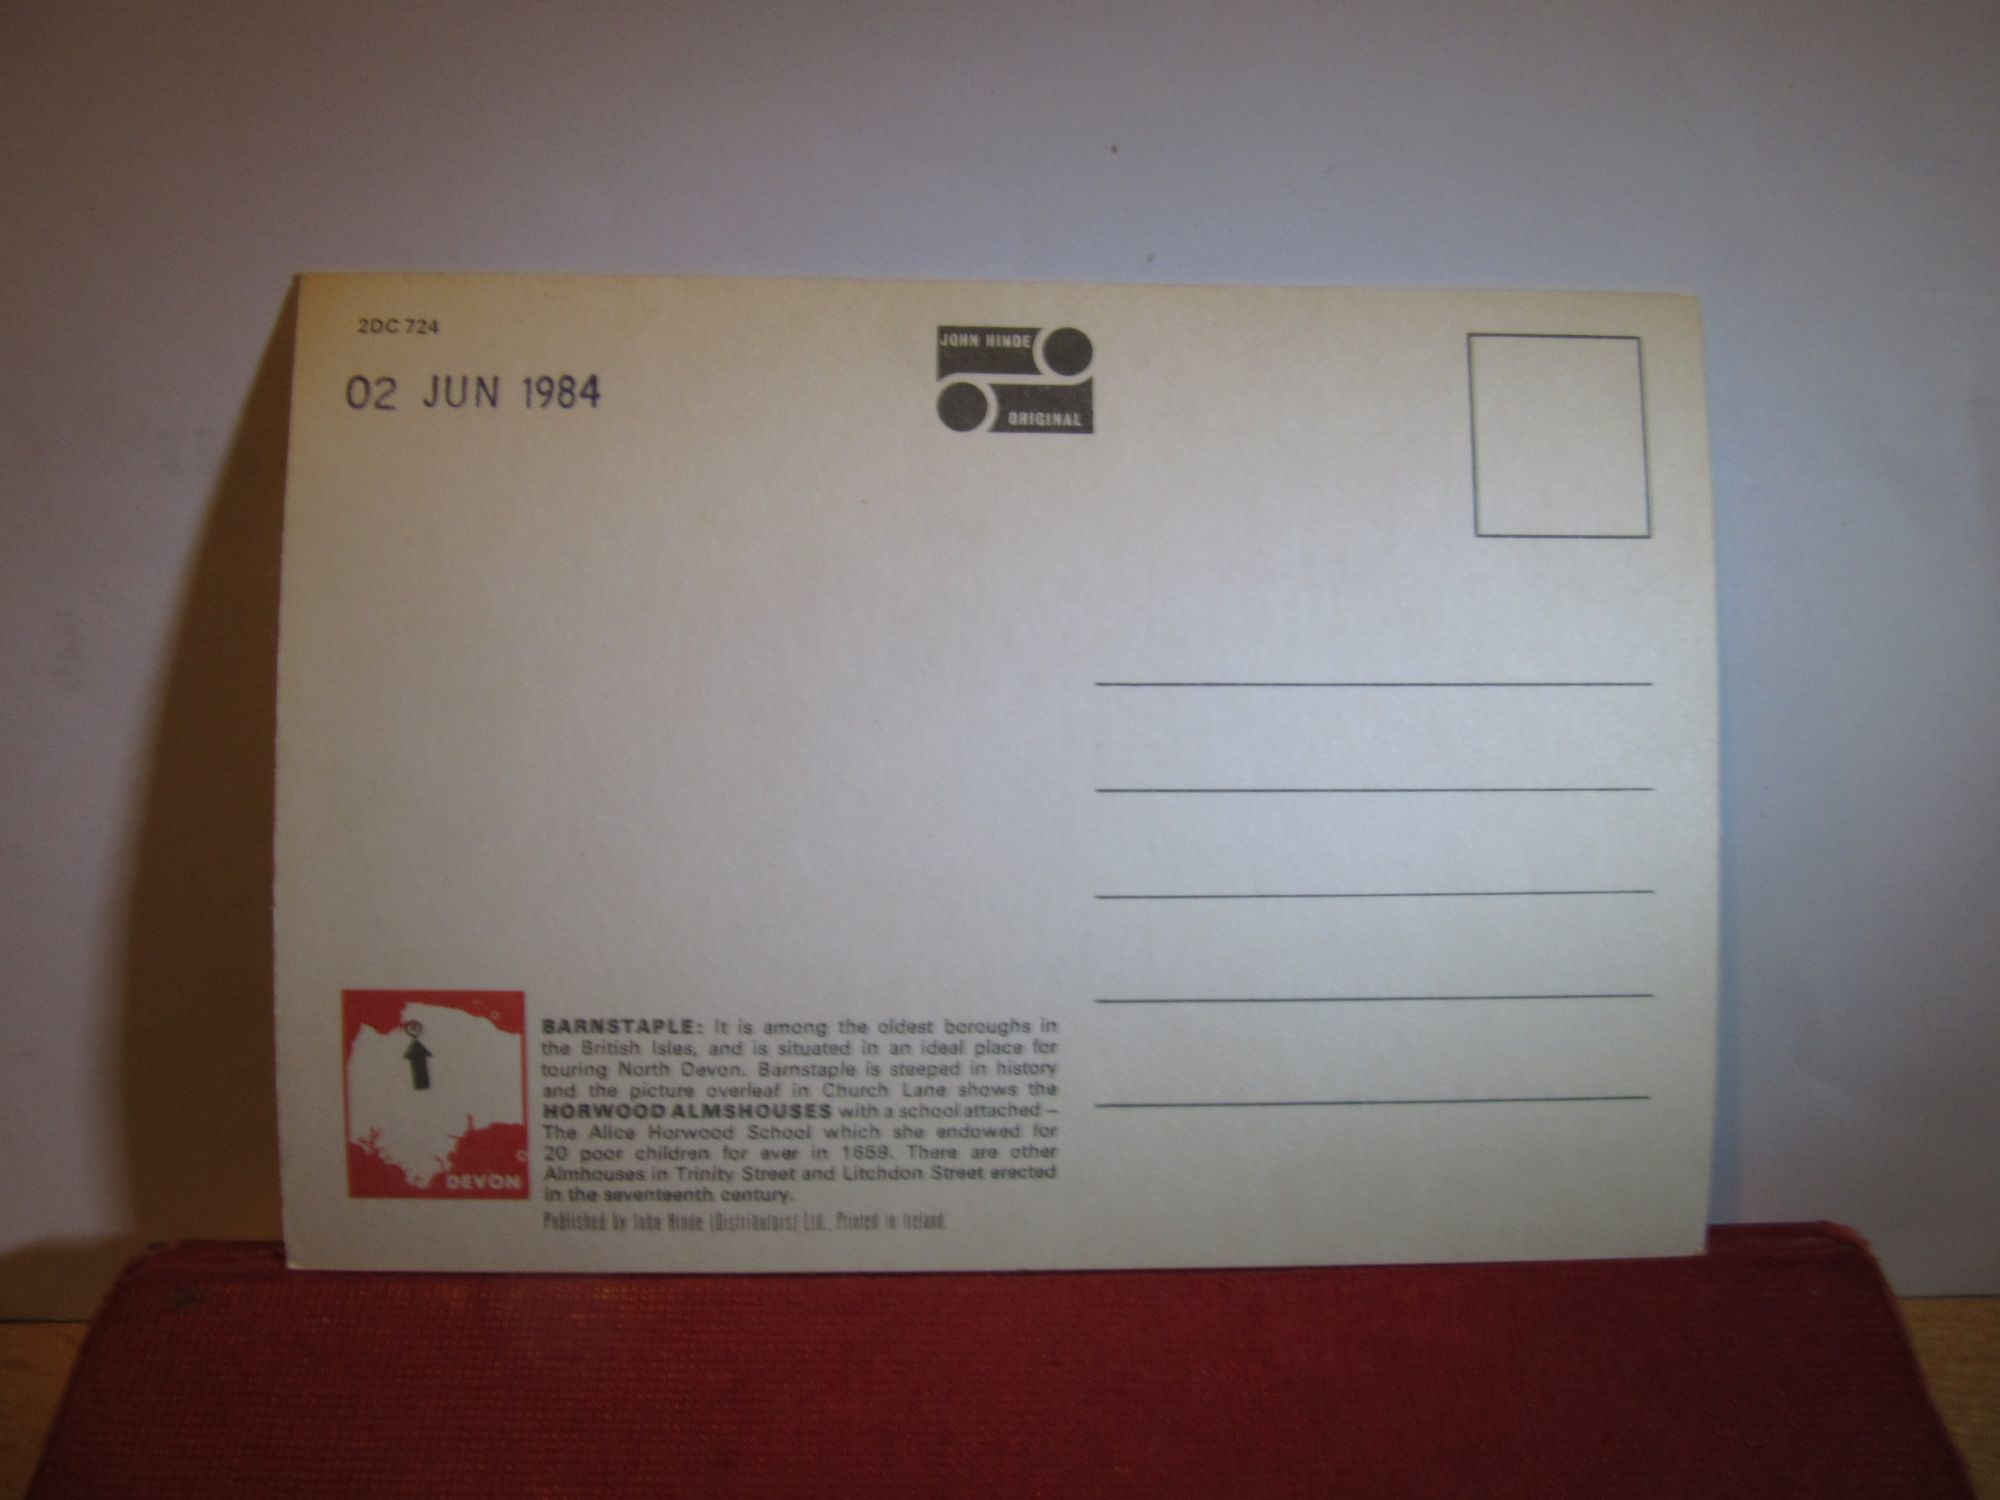 2DC 724
02 JUN 1984
JOHN HINDE
ORIGINAL
DEVON
BARNSTAPLE: It is among the oldest boroughs in
the British Isles, and is situated in an ideal place for
touring North Devon. Barnstaple is steeped in history
and the picture overleaf in Church Lane shows the
HORWOOD ALMSHOUSES with a school attached –
The Alice Horwood School which she endowed for
20 poor children for ever in 1659. There are other
Almhouses in Trinity Street and Litchdon Street erected
in the seventeenth century.
Published by John Hinde (Distributors) Ltd., Printed in Ireland.